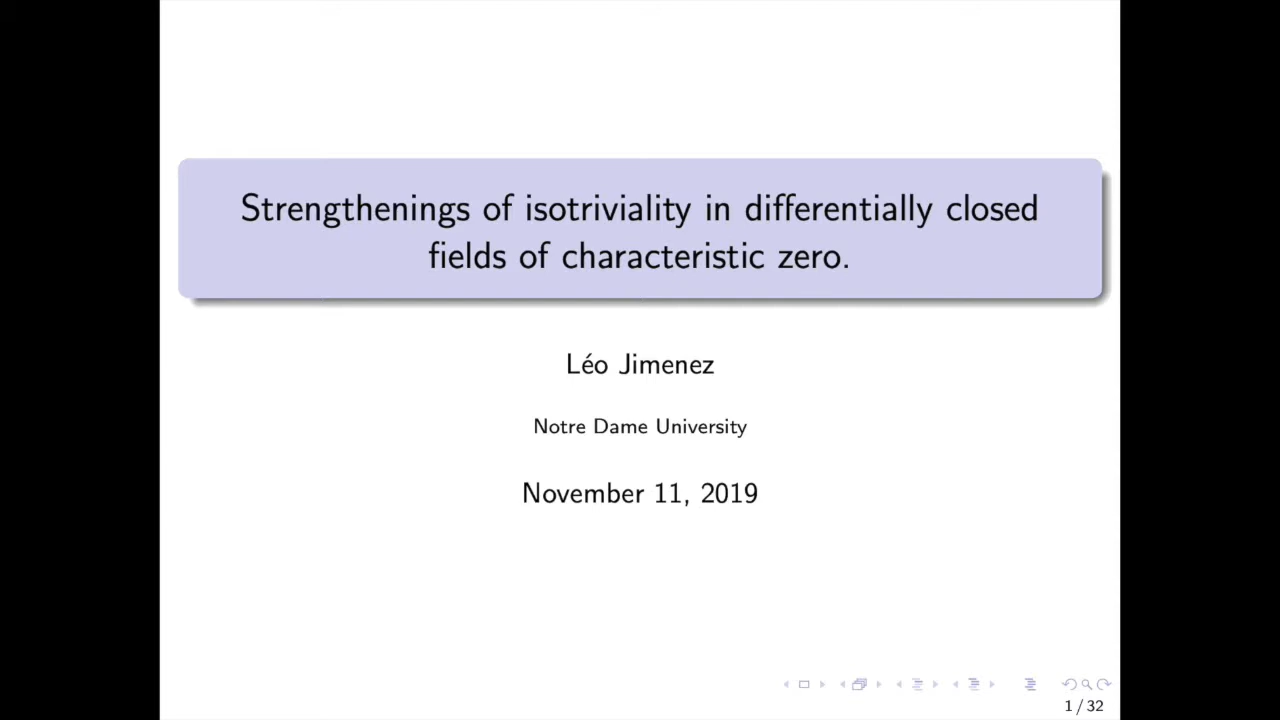 Strengthenings of isotriviality in differentially closed
fields of characteristic zero.
Léo Jimenez
Notre Dame University
November 11, 2019
1 / 32